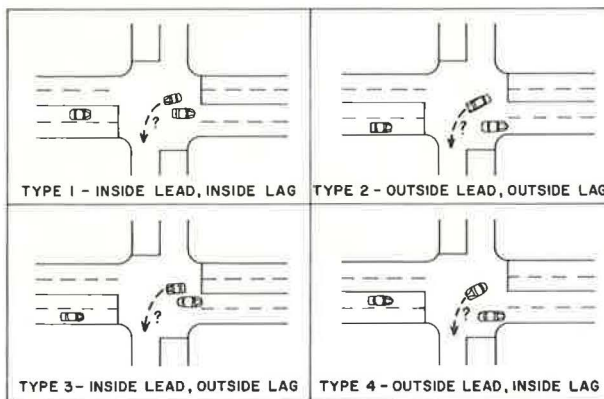 ?
TYPE 1 - INSIDE LEAD, INSIDE LAG
?
TYPE 2 - OUTSIDE LEAD, OUTSIDE LAG
?
TYPE 3 - INSIDE LEAD, OUTSIDE LAG
?
TYPE 4 - OUTSIDE LEAD, INSIDE LAG